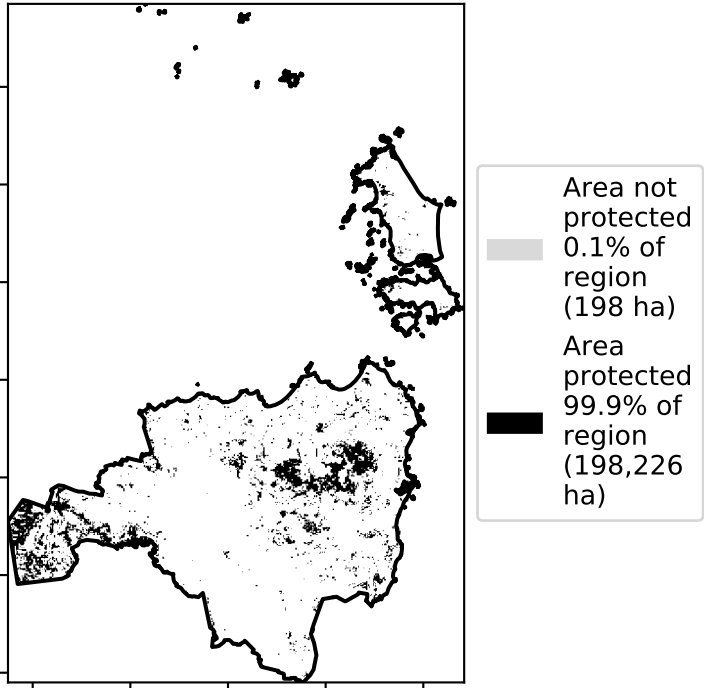 Area not
protected
0.1% of
region
(198 ha)
Area
protected
99.9% of
region
(198,226
ha)